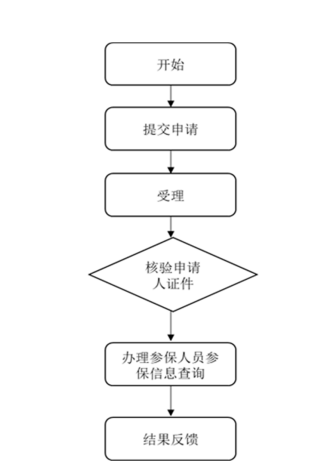 开始
提交申请
受理
核验申请
人证件
办理参保人员参
保信息查询
结果反馈